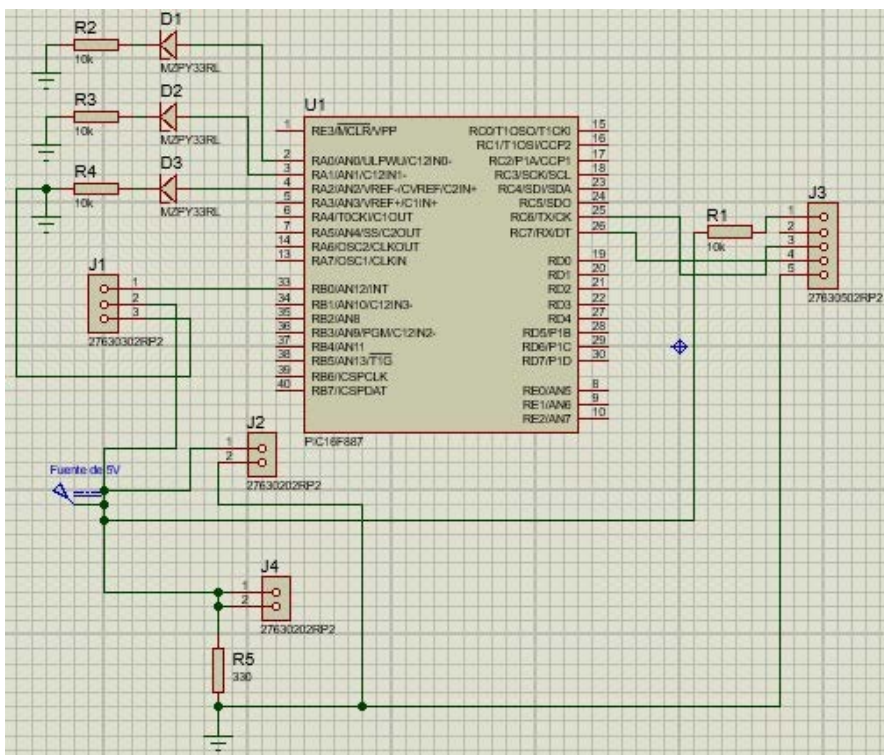 D1
R2
10k
MZPY33RL
D2
R3
10k
MZPY33RL
D3
R4
10k
MZPY33RL
U1
1 RE3/MCLR/VPP
2 RA0/AN0/ULPWU/C12IN0-
3 RA1/AN1/C12IN1-
4 RA2/AN2/VREF-/CVREF/C2IN+
5 RA3/AN3/VREF+/C1IN+
6 RA4/T0CKI/C1OUT
7 RA5/AN4/SS/C2OUT
14 RA6/OSC2/CLKOUT
13 RA7/OSC1/CLKIN
33 RB0/AN12/INT
34 RB1/AN10/C12IN3-
35 RB2/AN8
36 RB3/AN9/PGM/C12IN2-
37 RB4/AN11
38 RB5/AN13/T1G
39 RB6/ICSPCLK
40 RB7/ICSPDAT
RC0/T1OSO/T1CKI 15
RC1/T1OSI/CCP2 16
RC2/P1A/CCP1 17
RC3/SCK/SCL 18
RC4/SDI/SDA 23
RC5/SDO 24
RC6/TX/CK 25
RC7/RX/DT 26
RD0 19
RD1 20
RD2 21
RD3 22
RD4 27
RD5/P1B 28
RD6/P1C 29
RD7/P1D 30
RE0/AN5 8
RE1/AN6 9
RE2/AN7 10
PIC16F887
J1
1
2
3
27630302RP2
R1
10k
J3
1
2
3
4
5
27630502RP2
J2
1
2
27630202RP2
Fuente de 5V
J4
1
2
27630202RP2
R5
330